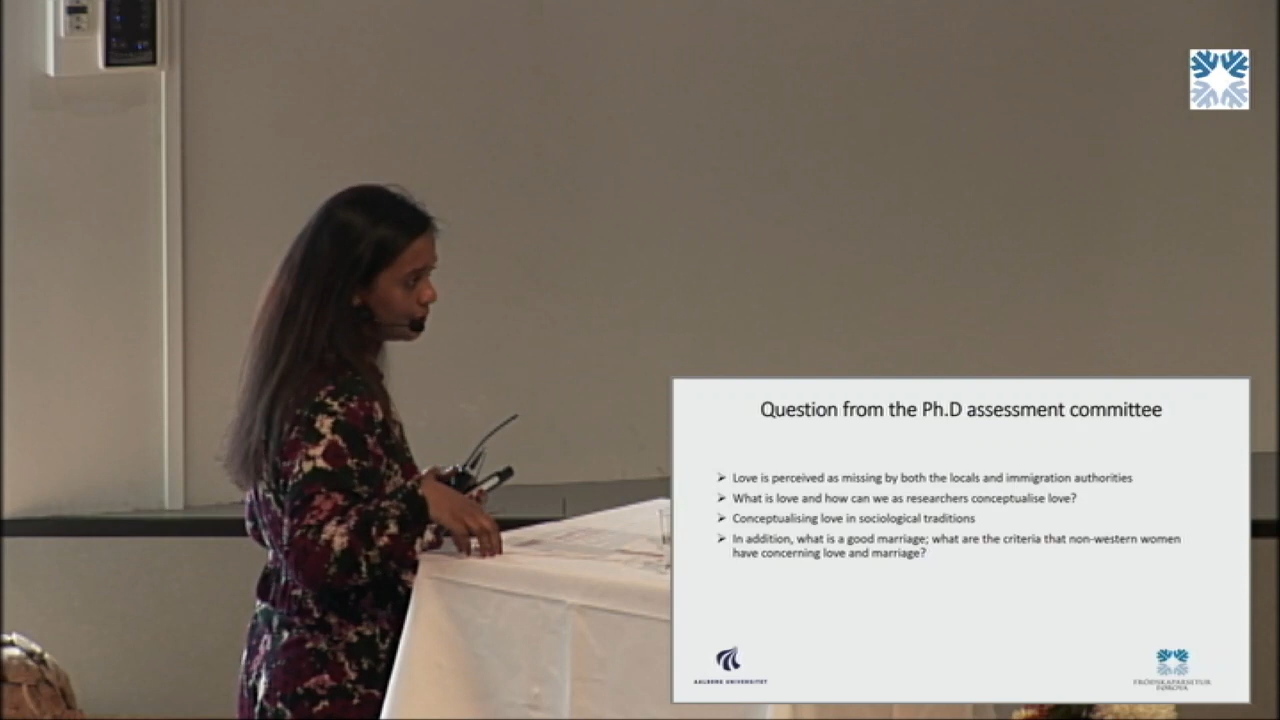 Question from the Ph.D assessment committee
➢ Love is perceived as missing by both the locals and immigration authorities
➢ What is love and how can we as researchers conceptualise love?
➢ Conceptualising love in sociological traditions
➢ In addition, what is a good marriage; what are the criteria that non-western women
have concerning love and marriage?
AALBORG UNIVERSITET
FRÓÐSKAPARSETUR
FØROYA